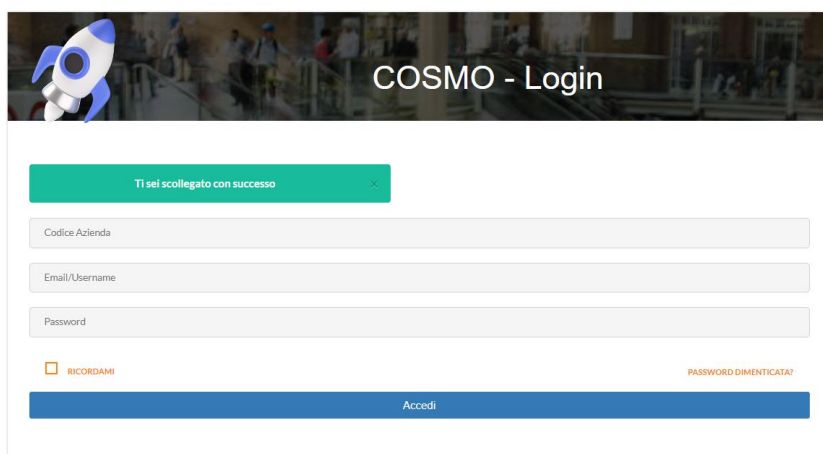 COSMO - Login
Ti sei scollegato con successo ×
Codice Azienda
Email/Username
Password
RICORDAMI
PASSWORD DIMENTICATA?
Accedi